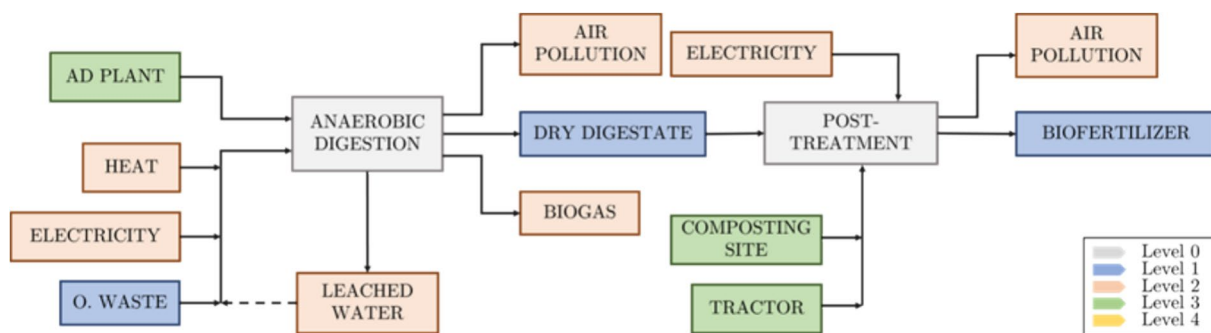 AD PLANT
HEAT
ELECTRICITY
O. WASTE
ANAEROBIC
DIGESTION
LEACHED
WATER
AIR
POLLUTION
DRY DIGESTATE
BIOGAS
ELECTRICITY
POST-
TREATMENT
COMPOSTING
SITE
TRACTOR
AIR
POLLUTION
BIOFERTILIZER
Level 0
Level 1
Level 2
Level 3
Level 4